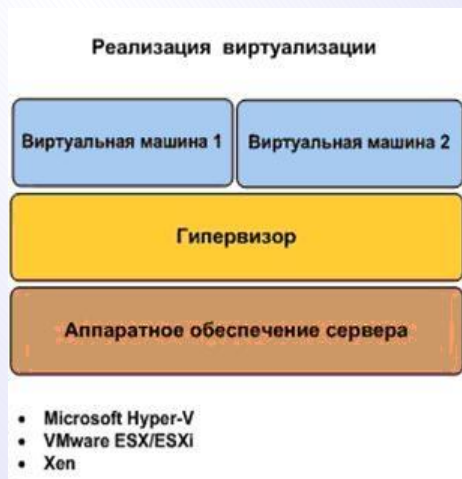 Реализация виртуализации
Виртуальная машина 1 Виртуальная машина 2
Гипервизор
Аппаратное обеспечение сервера
• Microsoft Hyper-V
• VMware ESX/ESXi
• Xen